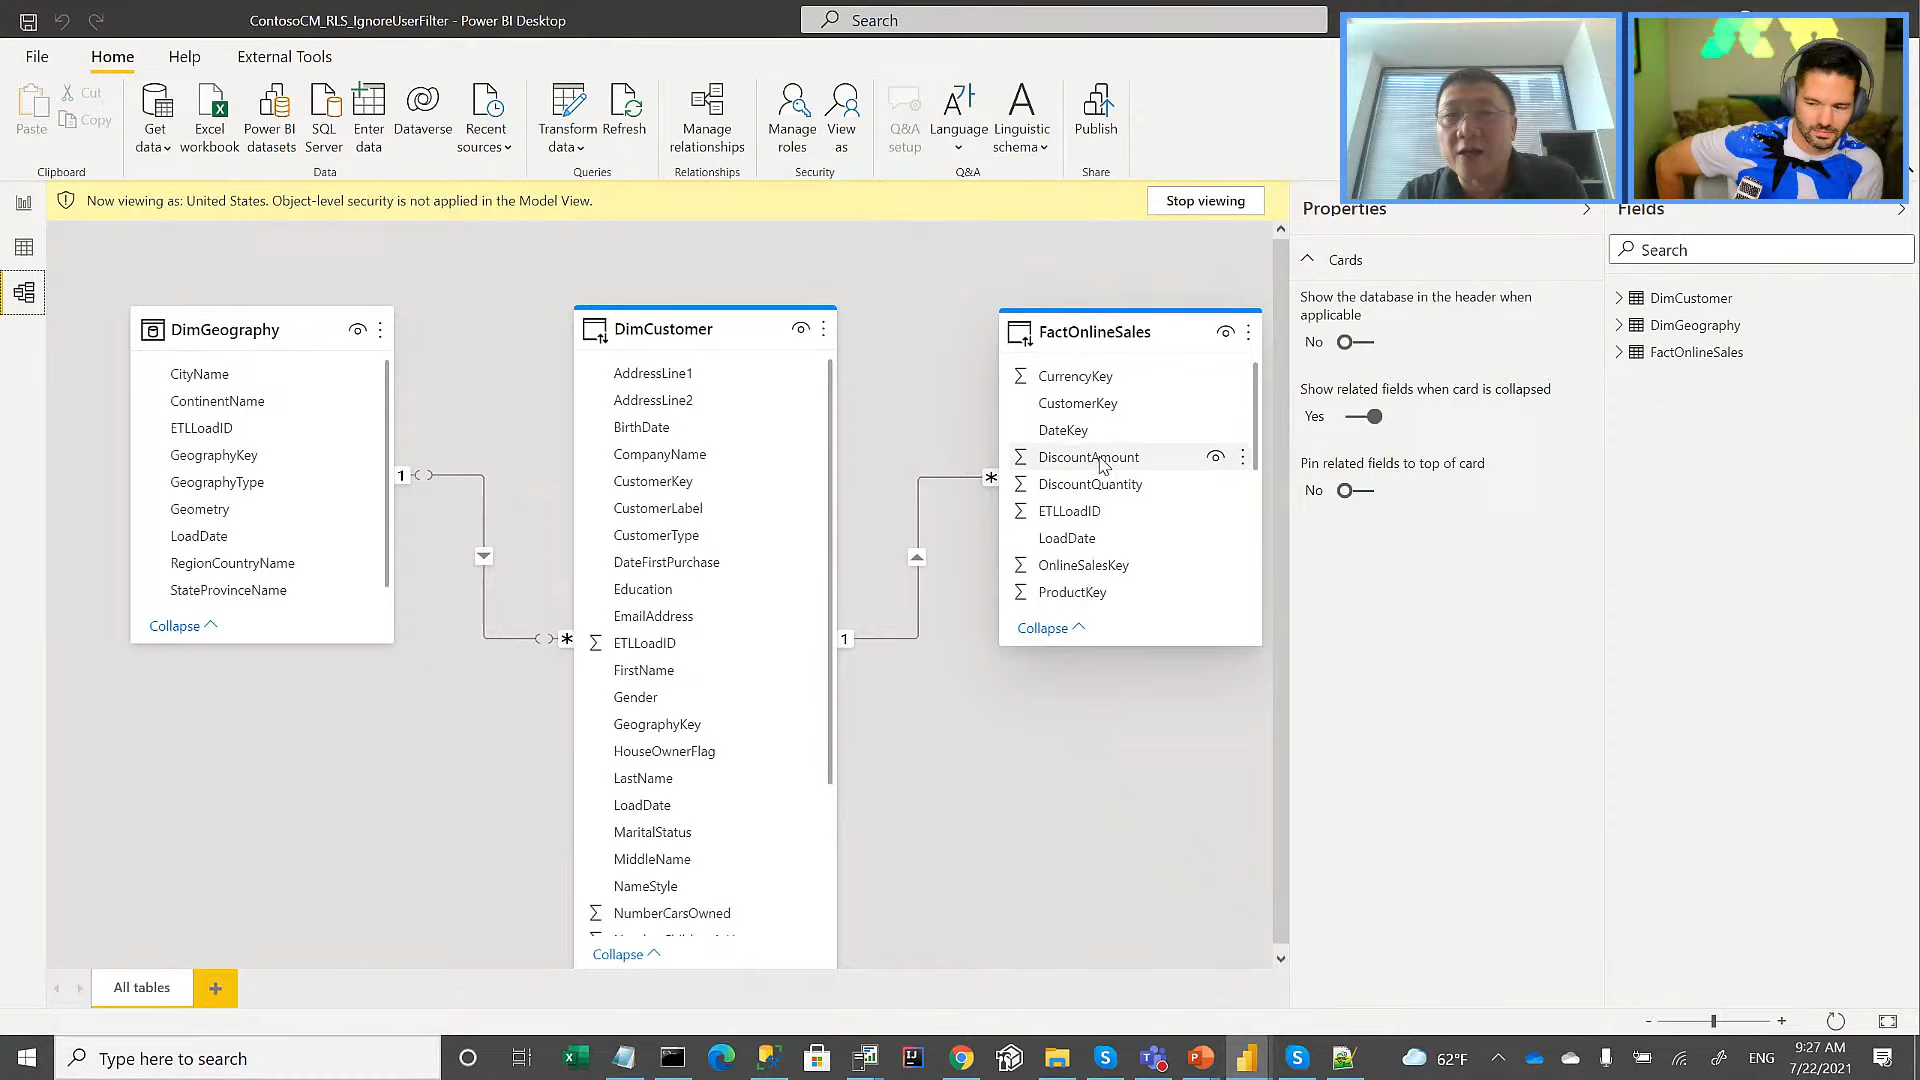 ContosoCM_RLS_IgnoreUserFilter - Power BI Desktop
Search
File
Home
Help
External Tools
Paste
Cut
Copy
Get data
Excel workbook
Power BI datasets
SQL Server
Enter data
Dataverse
Recent sources
Transform data
Refresh
Manage relationships
Manage roles
View as
Q&A setup
Language
Linguistic schema
Publish
Clipboard
Data
Queries
Relationships
Security
Q&A
Share
Now viewing as: United States. Object-level security is not applied in the Model View.
Stop viewing
DimGeography
CityName
ContinentName
ETLLoadID
GeographyKey
GeographyType
Geometry
LoadDate
RegionCountryName
StateProvinceName
Collapse
1
*
DimCustomer
AddressLine1
AddressLine2
BirthDate
CompanyName
CustomerKey
CustomerLabel
CustomerType
DateFirstPurchase
Education
EmailAddress
ETLLoadID
FirstName
Gender
GeographyKey
HouseOwnerFlag
LastName
LoadDate
MaritalStatus
MiddleName
NameStyle
NumberCarsOwned
Collapse
1
*
FactOnlineSales
CurrencyKey
CustomerKey
DateKey
DiscountAmount
DiscountQuantity
ETLLoadID
LoadDate
OnlineSalesKey
ProductKey
Collapse
Properties
Cards
Show the database in the header when
applicable
No
Show related fields when card is collapsed
Yes
Pin related fields to top of card
No
Fields
Search
DimCustomer
DimGeography
FactOnlineSales
All tables
Type here to search
62°F
ENG
9:27 AM
7/22/2021